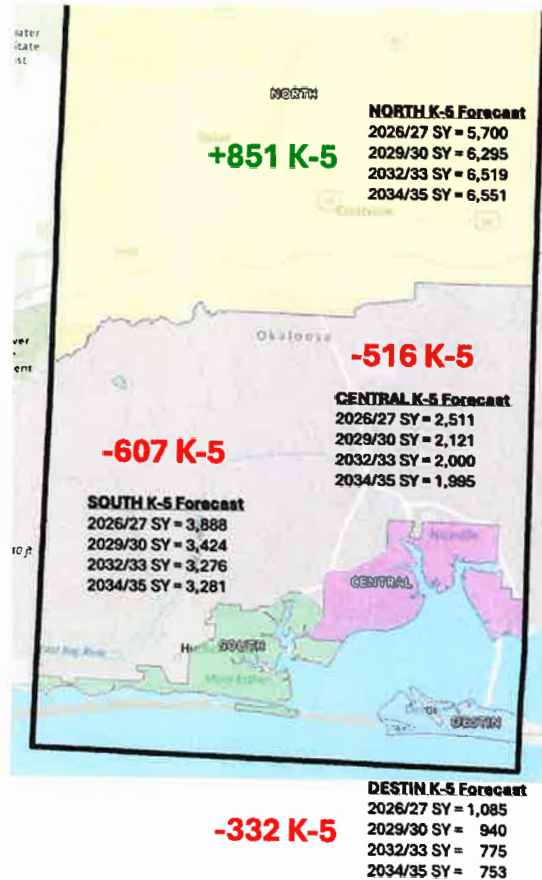 NORTH
NORTH K-5 Forecast
2026/27 SY = 5,700
2029/30 SY = 6,295
2032/33 SY = 6,519
2034/35 SY = 6,551
+851 K-5
Crestview
Okaloosa
-516 K-5
CENTRAL K-5 Forecast
2026/27 SY = 2,511
2029/30 SY = 2,121
2032/33 SY = 2,000
2034/35 SY = 1,995
-607 K-5
SOUTH K-5 Forecast
2026/27 SY = 3,888
2029/30 SY = 3,424
2032/33 SY = 3,276
2034/35 SY = 3,281
Niceville
CENTRAL
SOUTH
Mary Esther
East Bay River
DESTIN
DESTIN K-5 Forecast
2026/27 SY = 1,085
2029/30 SY = 940
2032/33 SY = 775
2034/35 SY = 753
-332 K-5